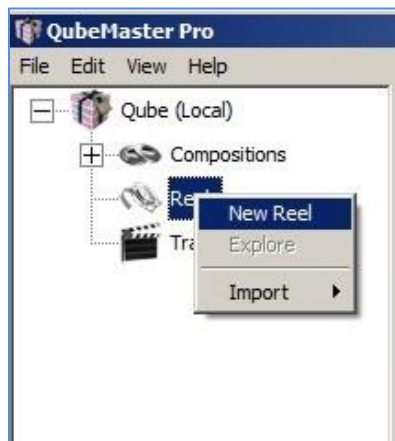 QubeMaster Pro
File Edit View Help
Qube (Local)
Compositions
New Reel
Explore
Import